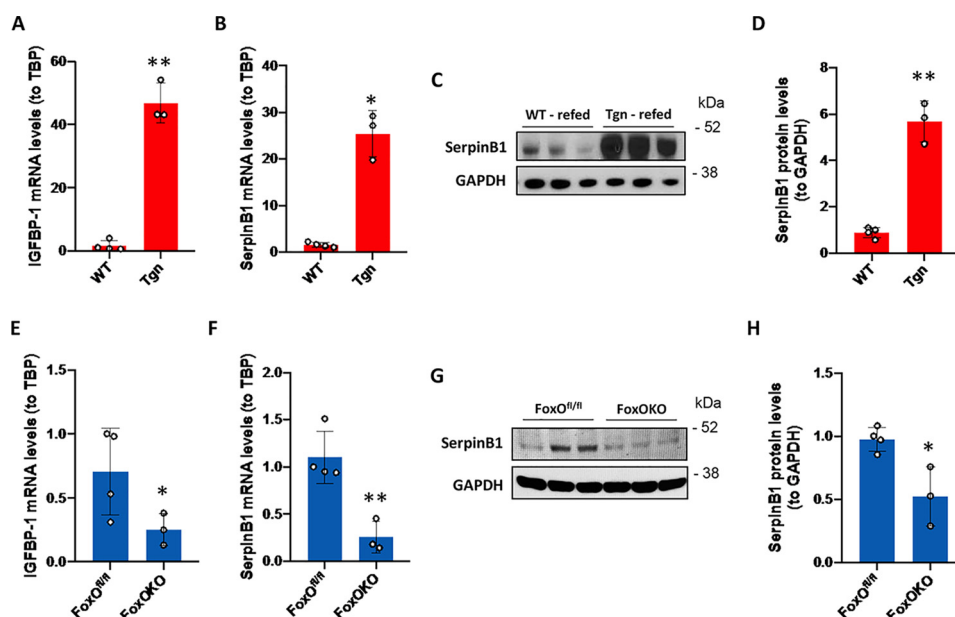 A
IGFBP-1 mRNA levels (to TBP)
60
40
20
0
**
WT
Tgn
B
SerpinB1 mRNA levels (to TBP)
40
30
20
10
0
*
WT
Tgn
C
WT - refed
Tgn - refed
kDa
- 52
SerpinB1
- 38
GAPDH
D
SerpinB1 protein levels
(to GAPDH)
8
6
4
2
0
**
WT
Tgn
E
IGFBP-1 mRNA levels (to TBP)
1.5
1.0
0.5
0.0
*
FoxOfl/fl
FoxOKO
F
SerpinB1 mRNA levels (to TBP)
2.0
1.5
1.0
0.5
0.0
**
FoxOfl/fl
FoxOKO
G
FoxOfl/fl
FoxOKO
kDa
- 52
SerpinB1
- 38
GAPDH
H
SerpinB1 protein levels
(to GAPDH)
1.5
1.0
0.5
0.0
*
FoxOfl/fl
FoxOKO